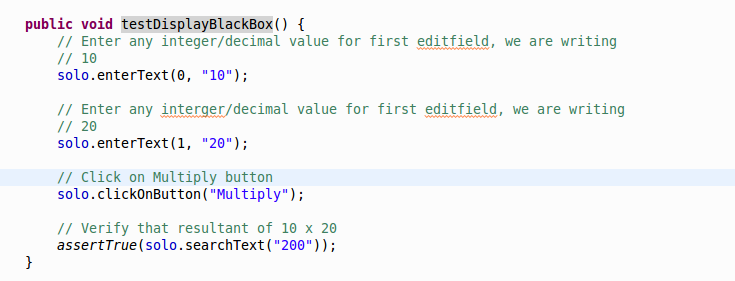 public void testDisplayBlackBox() {
// Enter any integer/decimal value for first editfield, we are writing
// 10
solo.enterText(0, "10");
// Enter any interger/decimal value for first editfield, we are writing
// 20
solo.enterText(1, "20");
// Click on Multiply button
solo.clickOnButton("Multiply");
// Verify that resultant of 10 x 20
assertTrue(solo.searchText("200"));
}